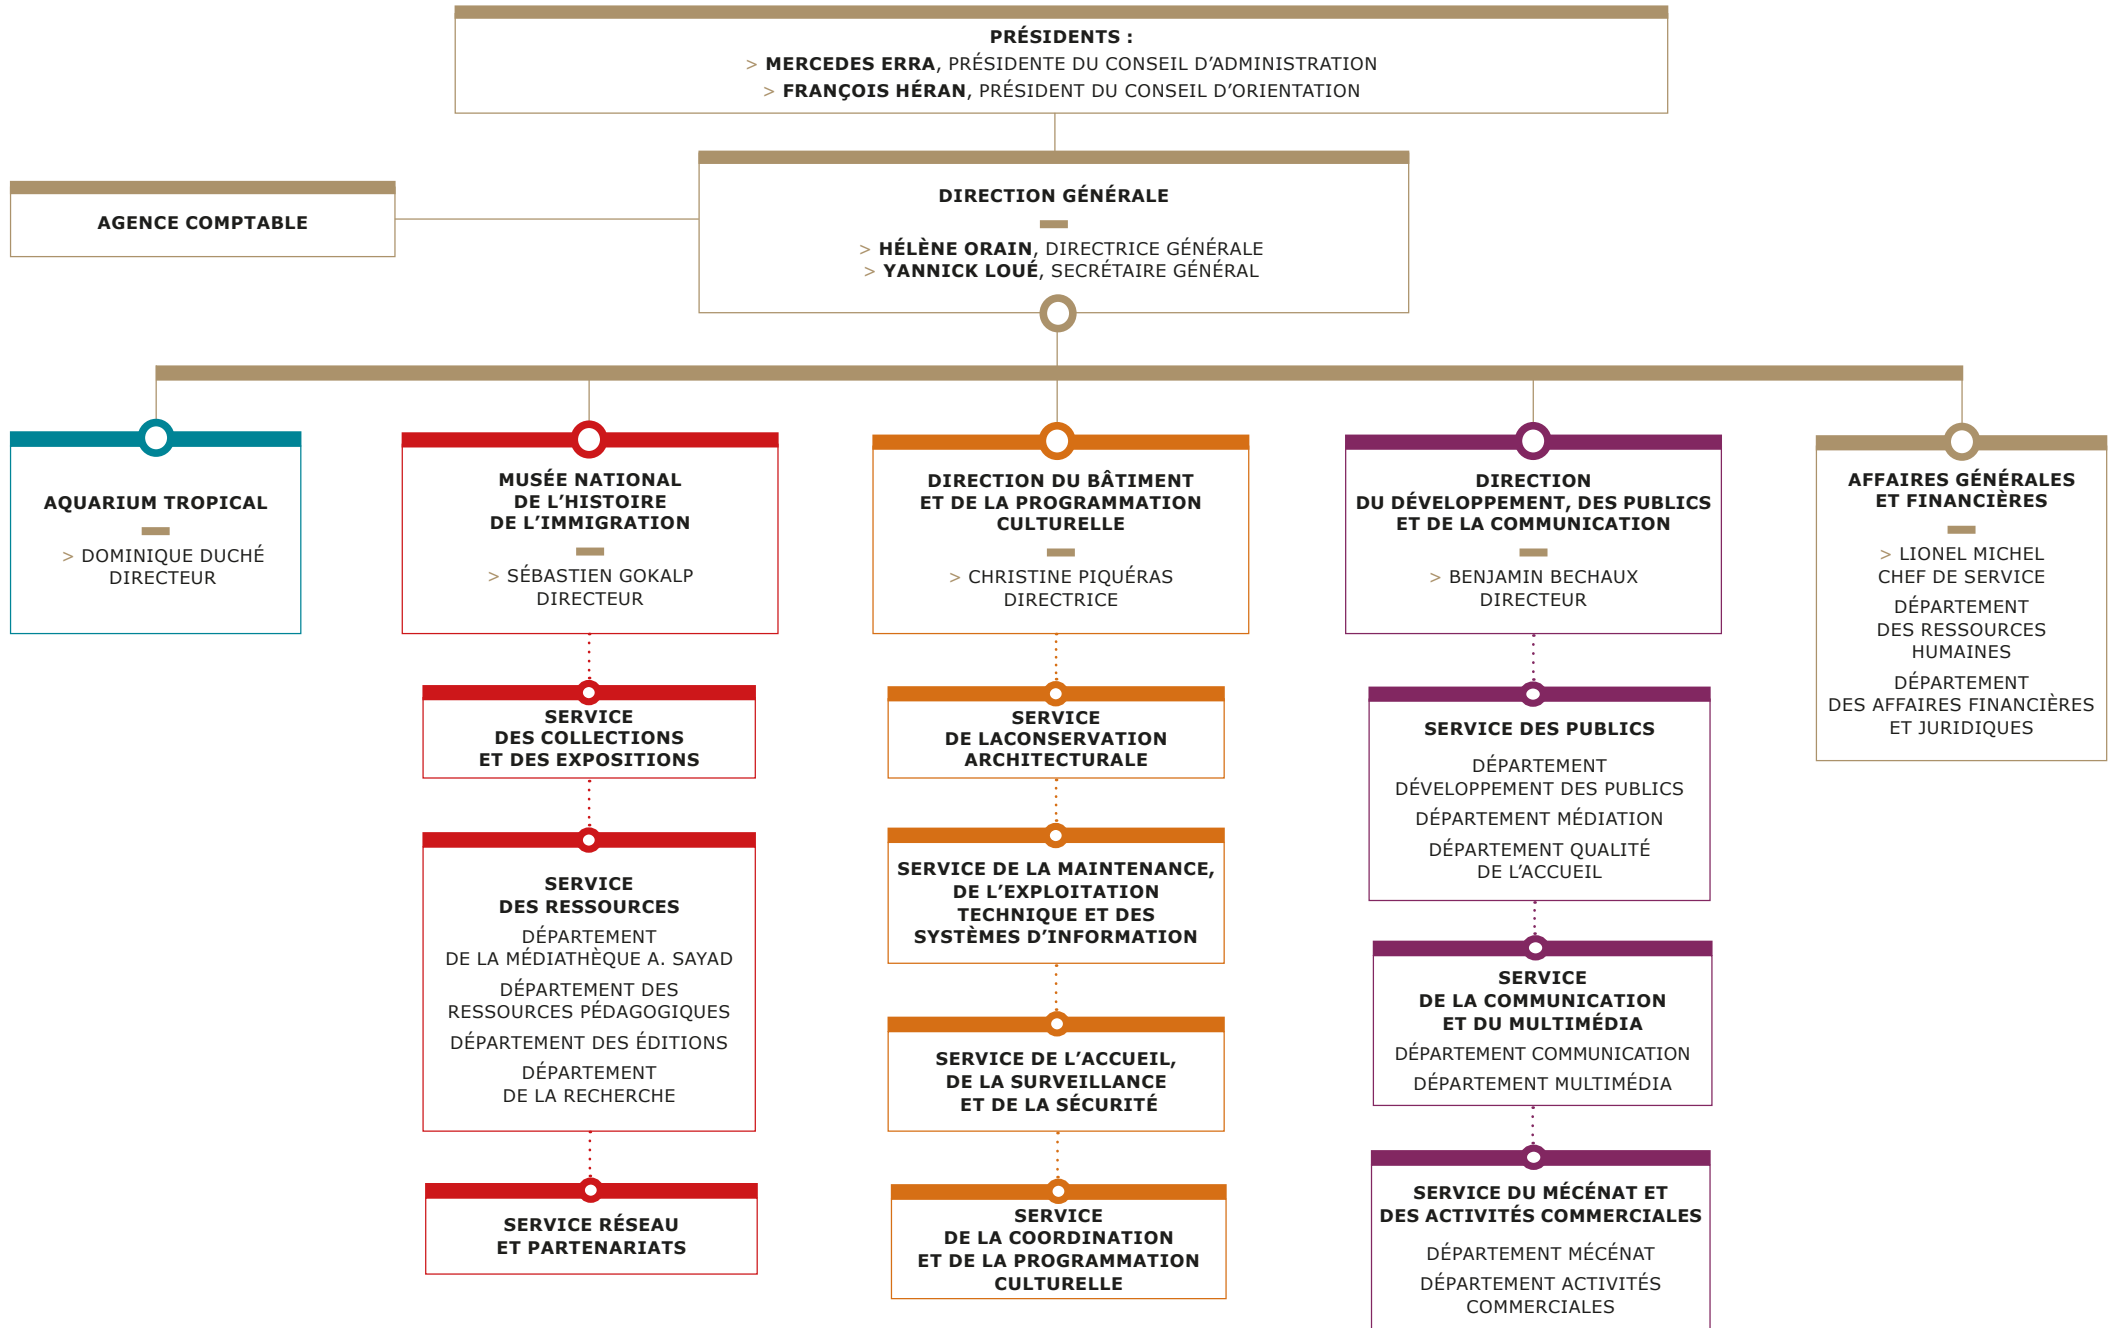 PRÉSIDENTS :
> MERCEDES ERRA, PRÉSIDENTE DU CONSEIL D’ADMINISTRATION
> FRANÇOIS HÉRAN, PRÉSIDENT DU CONSEIL D’ORIENTATION
AGENCE COMPTABLE
DIRECTION GÉNÉRALE
> HÉLÈNE ORAIN, DIRECTRICE GÉNÉRALE
> YANNICK LOUÉ, SECRÉTAIRE GÉNÉRAL
AQUARIUM TROPICAL
> DOMINIQUE DUCHÉ
DIRECTEUR
MUSÉE NATIONAL
DE L’HISTOIRE
DE L’IMMIGRATION
> SÉBASTIEN GOKALP
DIRECTEUR
SERVICE
DES COLLECTIONS
ET DES EXPOSITIONS
SERVICE
DES RESSOURCES
DÉPARTEMENT
DE LA MÉDIATHÈQUE A. SAYAD
DÉPARTEMENT DES
RESSOURCES PÉDAGOGIQUES
DÉPARTEMENT DES ÉDITIONS
DÉPARTEMENT
DE LA RECHERCHE
SERVICE RÉSEAU
ET PARTENARIATS
DIRECTION DU BÂTIMENT
ET DE LA PROGRAMMATION
CULTURELLE
> CHRISTINE PIQUÉRAS
DIRECTRICE
SERVICE
DE LACONSERVATION
ARCHITECTURALE
SERVICE DE LA MAINTENANCE,
DE L’EXPLOITATION
TECHNIQUE ET DES
SYSTÈMES D’INFORMATION
SERVICE DE L’ACCUEIL,
DE LA SURVEILLANCE
ET DE LA SÉCURITÉ
SERVICE
DE LA COORDINATION
ET DE LA PROGRAMMATION
CULTURELLE
DIRECTION
DU DÉVELOPPEMENT, DES PUBLICS
ET DE LA COMMUNICATION
> BENJAMIN BECHAUX
DIRECTEUR
SERVICE DES PUBLICS
DÉPARTEMENT
DÉVELOPPEMENT DES PUBLICS
DÉPARTEMENT MÉDIATION
DÉPARTEMENT QUALITÉ
DE L’ACCUEIL
SERVICE
DE LA COMMUNICATION
ET DU MULTIMÉDIA
DÉPARTEMENT COMMUNICATION
DÉPARTEMENT MULTIMÉDIA
SERVICE DU MÉCÉNAT ET
DES ACTIVITÉS COMMERCIALES
DÉPARTEMENT MÉCÉNAT
DÉPARTEMENT ACTIVITÉS
COMMERCIALES
AFFAIRES GÉNÉRALES
ET FINANCIÈRES
> LIONEL MICHEL
CHEF DE SERVICE
DÉPARTEMENT
DES RESSOURCES
HUMAINES
DÉPARTEMENT
DES AFFAIRES FINANCIÈRES
ET JURIDIQUES